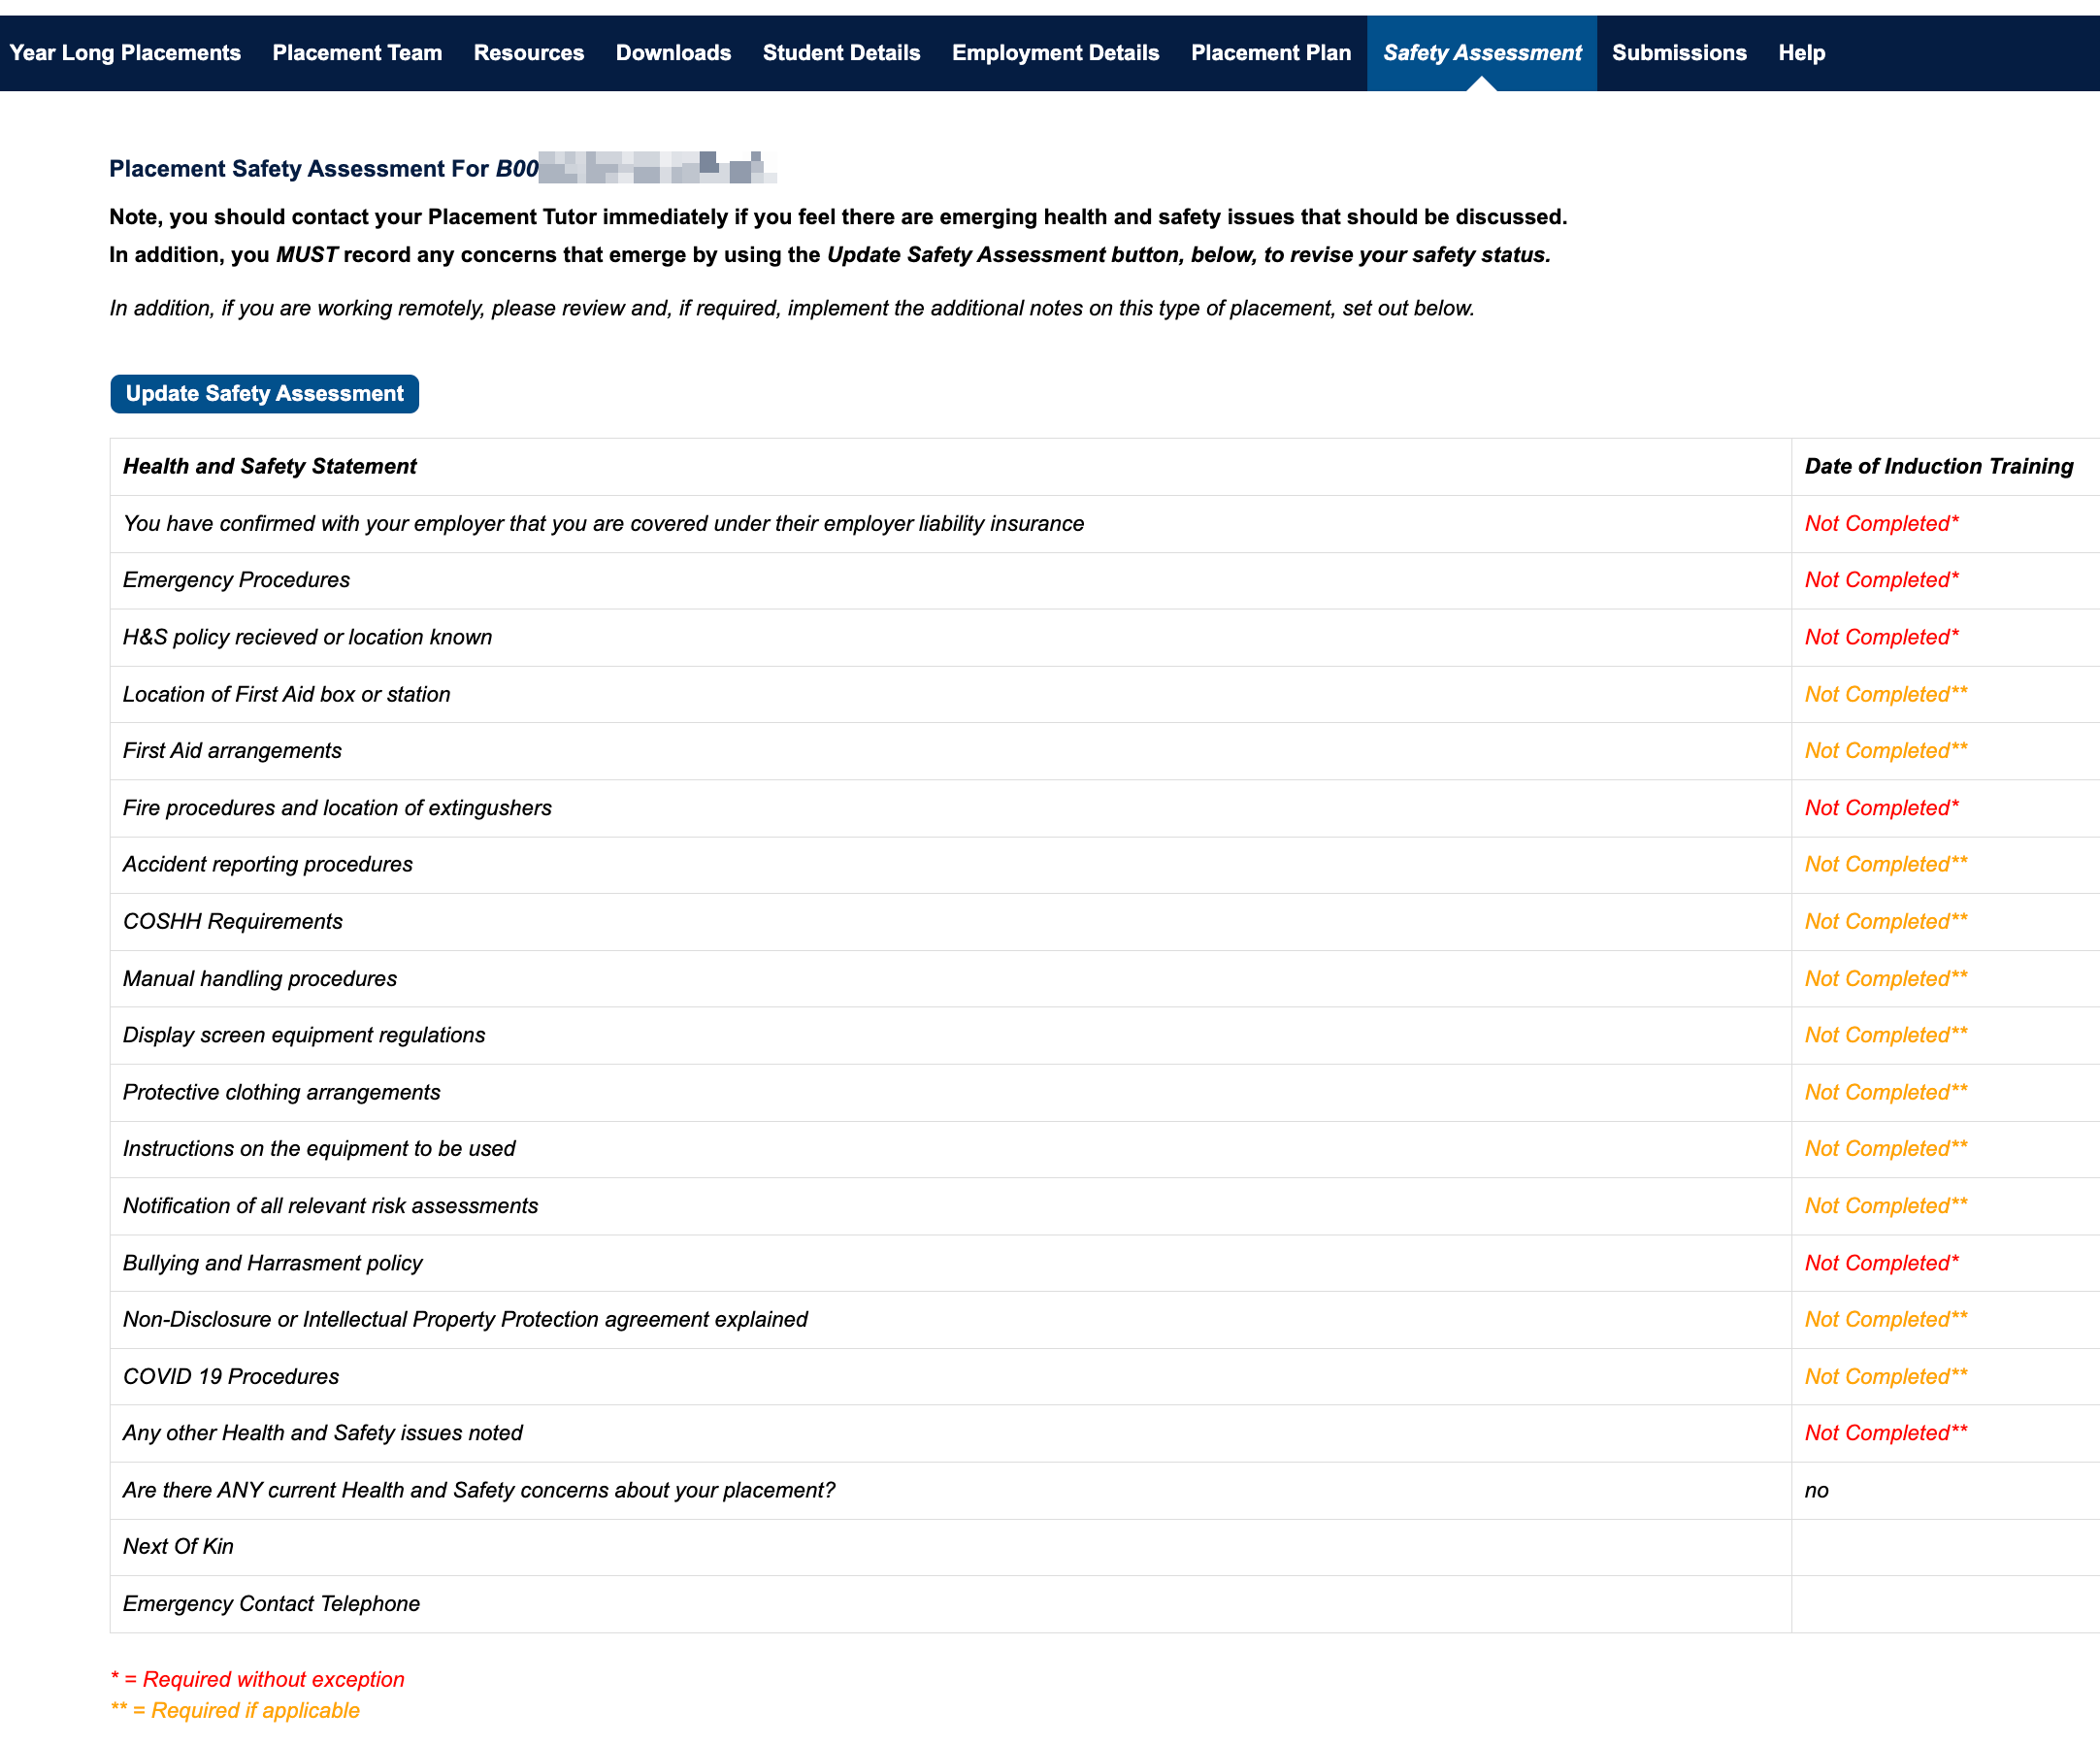 Year Long Placements Placement Team Resources Downloads Student Details Employment Details Placement Plan Safety Assessment Submissions Help
Placement Safety Assessment For B00
Note, you should contact your Placement Tutor immediately if you feel there are emerging health and safety issues that should be discussed.
In addition, you MUST record any concerns that emerge by using the Update Safety Assessment button, below, to revise your safety status.
In addition, if you are working remotely, please review and, if required, implement the additional notes on this type of placement, set out below.
Update Safety Assessment
Health and Safety Statement Date of Induction Training
You have confirmed with your employer that you are covered under their employer liability insurance Not Completed*
Emergency Procedures Not Completed*
H&S policy recieved or location known Not Completed*
Location of First Aid box or station Not Completed**
First Aid arrangements Not Completed**
Fire procedures and location of extingushers Not Completed*
Accident reporting procedures Not Completed**
COSHH Requirements Not Completed**
Manual handling procedures Not Completed**
Display screen equipment regulations Not Completed**
Protective clothing arrangements Not Completed**
Instructions on the equipment to be used Not Completed**
Notification of all relevant risk assessments Not Completed**
Bullying and Harrasment policy Not Completed*
Non-Disclosure or Intellectual Property Protection agreement explained Not Completed**
COVID 19 Procedures Not Completed**
Any other Health and Safety issues noted Not Completed**
Are there ANY current Health and Safety concerns about your placement? no
Next Of Kin
Emergency Contact Telephone
* = Required without exception
** = Required if applicable